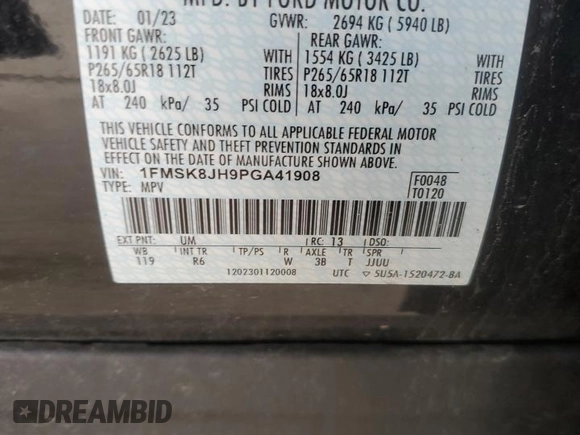 MFD. BY FORD MOTOR CO.
DATE: 01/23 GVWR: 2694 KG ( 5940 LB)
FRONT GAWR: REAR GAWR:
1191 KG ( 2625 LB) 1554 KG ( 3425 LB)
P265/65R18 112T TIRES P265/65R18 112T TIRES
18x8.0J RIMS 18x8.0J RIMS
AT 240 kPa/ 35 PSI COLD AT 240 kPa/ 35 PSI COLD
THIS VEHICLE CONFORMS TO ALL APPLICABLE FEDERAL MOTOR
VEHICLE SAFETY AND THEFT PREVENTION STANDARDS IN EFFECT
ON THE DATE OF MANUFACTURE SHOWN ABOVE.
VIN: 1FMSK8JH9PGA41908 F0048
TYPE: MPV T0120
EXT PNT: UM RC: 13 DSO:
WB INT TR TP/PS R AXLE TR SPR
119 R6 W 3B T JJUU
1202301120008 UTC ▽ 5U5A-1520472-BA
DREAMBID